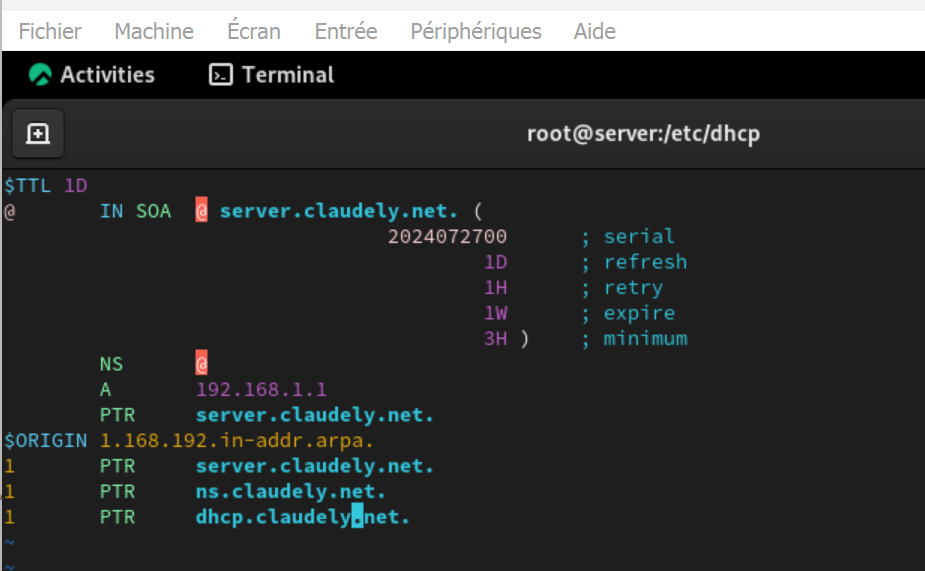 Fichier Machine Écran Entrée Périphériques Aide
Activities Terminal
root@server:/etc/dhcp
$TTL 1D
@ IN SOA @ server.claudely.net. (
2024072700 ; serial
1D ; refresh
1H ; retry
1W ; expire
3H ) ; minimum
NS @
A 192.168.1.1
PTR server.claudely.net.
$ORIGIN 1.168.192.in-addr.arpa.
1 PTR server.claudely.net.
1 PTR ns.claudely.net.
1 PTR dhcp.claudely.net.
~
~